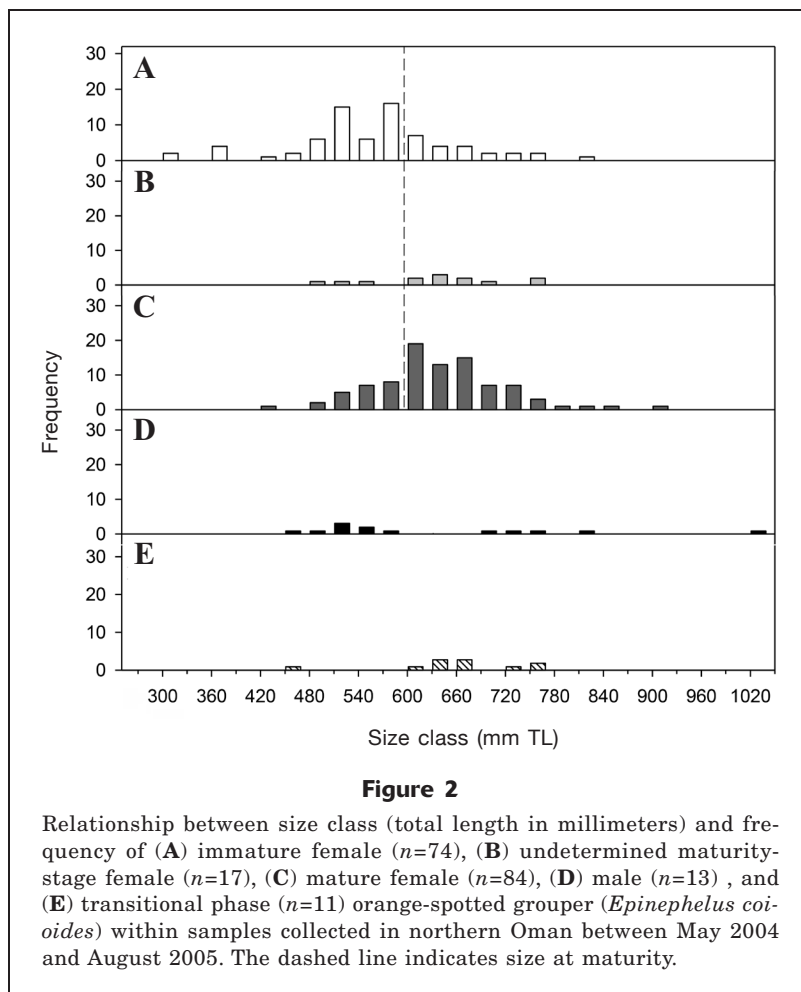 30
20
10
0
A
30
20
10
0
B
30
20
10
0
C
30
20
10
0
D
30
20
10
0
E
Frequency
300 360 420 480 540 600 660 720 780 840 900 960 1020
Size class (mm TL)
Figure 2
Relationship between size class (total length in millimeters) and fre-
quency of (A) immature female (n=74), (B) undetermined maturity-
stage female (n=17), (C) mature female (n=84), (D) male (n=13) , and
(E) transitional phase (n=11) orange-spotted grouper (Epinephelus coi-
oides) within samples collected in northern Oman between May 2004
and August 2005. The dashed line indicates size at maturity.